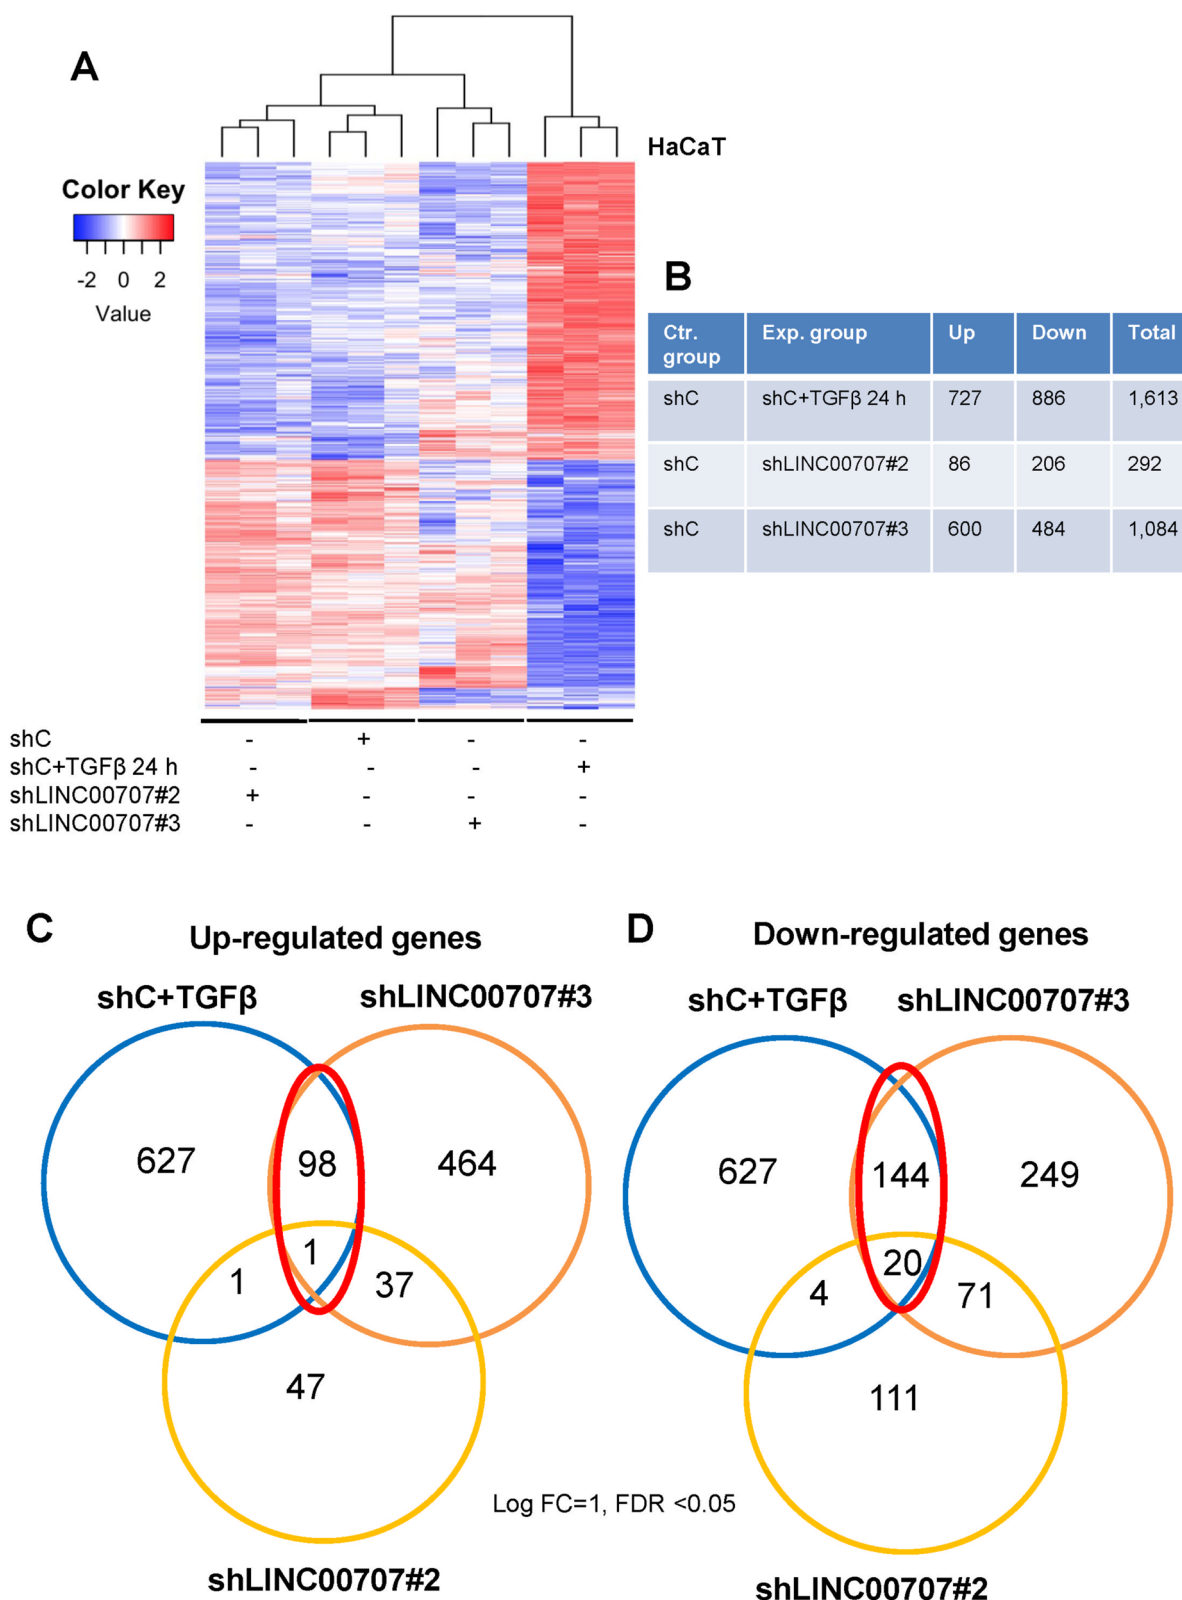 A
HaCaT
Color Key
-2 0 2
Value
B
Ctr. group Exp. group Up Down Total
shC shC+TGFβ 24 h 727 886 1,613
shC shLINC00707#2 86 206 292
shC shLINC00707#3 600 484 1,084
shC - + - -
shC+TGFβ 24 h - - - +
shLINC00707#2 + - - -
shLINC00707#3 - - + -
C
Up-regulated genes
shC+TGFβ shLINC00707#3
627 98 464
1 1 37
47
shLINC00707#2
Log FC=1, FDR <0.05
D
Down-regulated genes
shC+TGFβ shLINC00707#3
627 144 249
4 20 71
111
shLINC00707#2